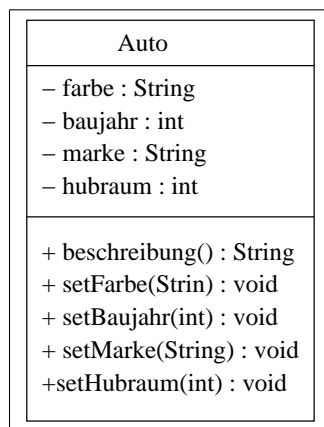 Auto
– farbe : String
– baujahr : int
– marke : String
– hubraum : int
+ beschreibung() : String
+ setFarbe(Strin) : void
+ setBaujahr(int) : void
+ setMarke(String) : void
+setHubraum(int) : void